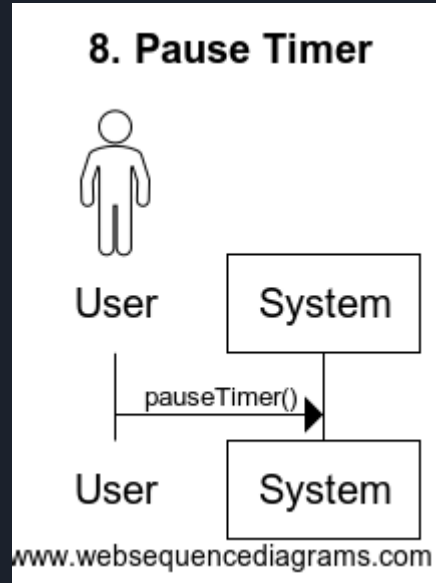 8. Pause Timer
User
System
pauseTimer()
User
System
www.websequencediagrams.com